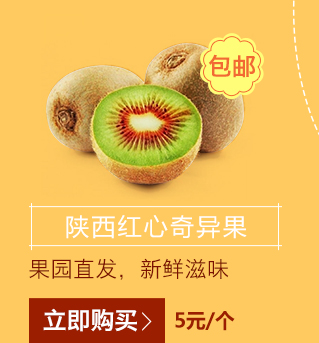 包邮
陕西红心奇异果
果园直发，新鲜滋味
立即购买>
5元/个